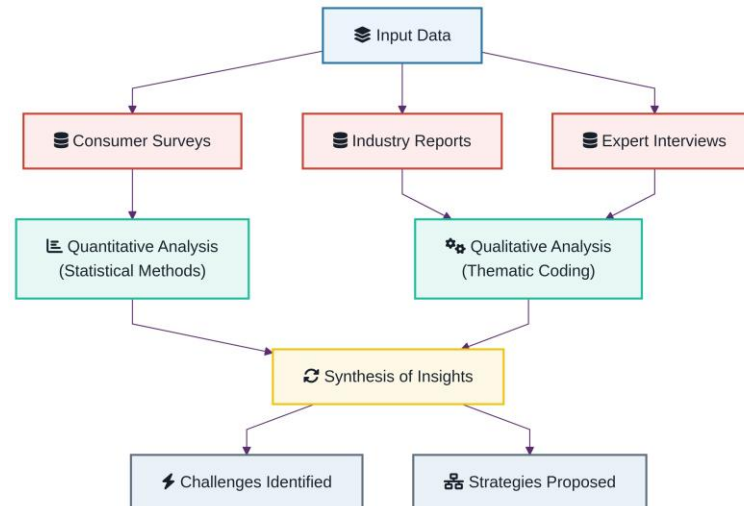 Input Data
Consumer Surveys
Industry Reports
Expert Interviews
Quantitative Analysis
(Statistical Methods)
Qualitative Analysis
(Thematic Coding)
Synthesis of Insights
Challenges Identified
Strategies Proposed